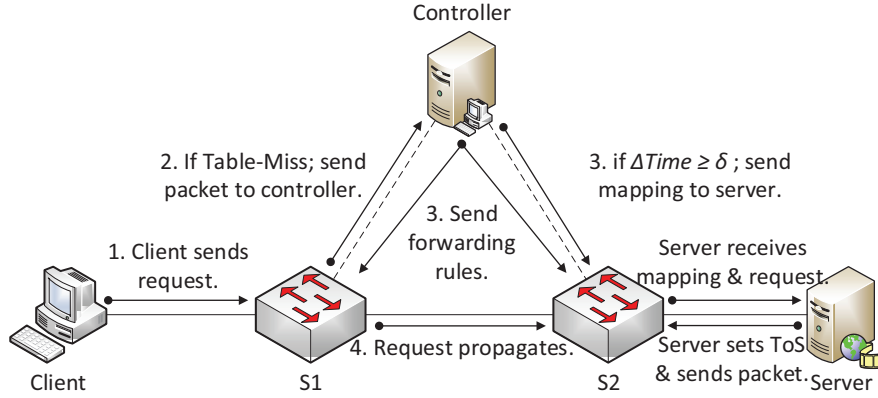 Controller
2. If Table-Miss; send
packet to controller.
3. if ΔTime ≥ δ ; send
mapping to server.
3. Send
forwarding
rules.
1. Client sends
request.
Server receives
mapping & request.
4. Request propagates.
Server sets ToS
& sends packet.
Client
S1
S2
Server